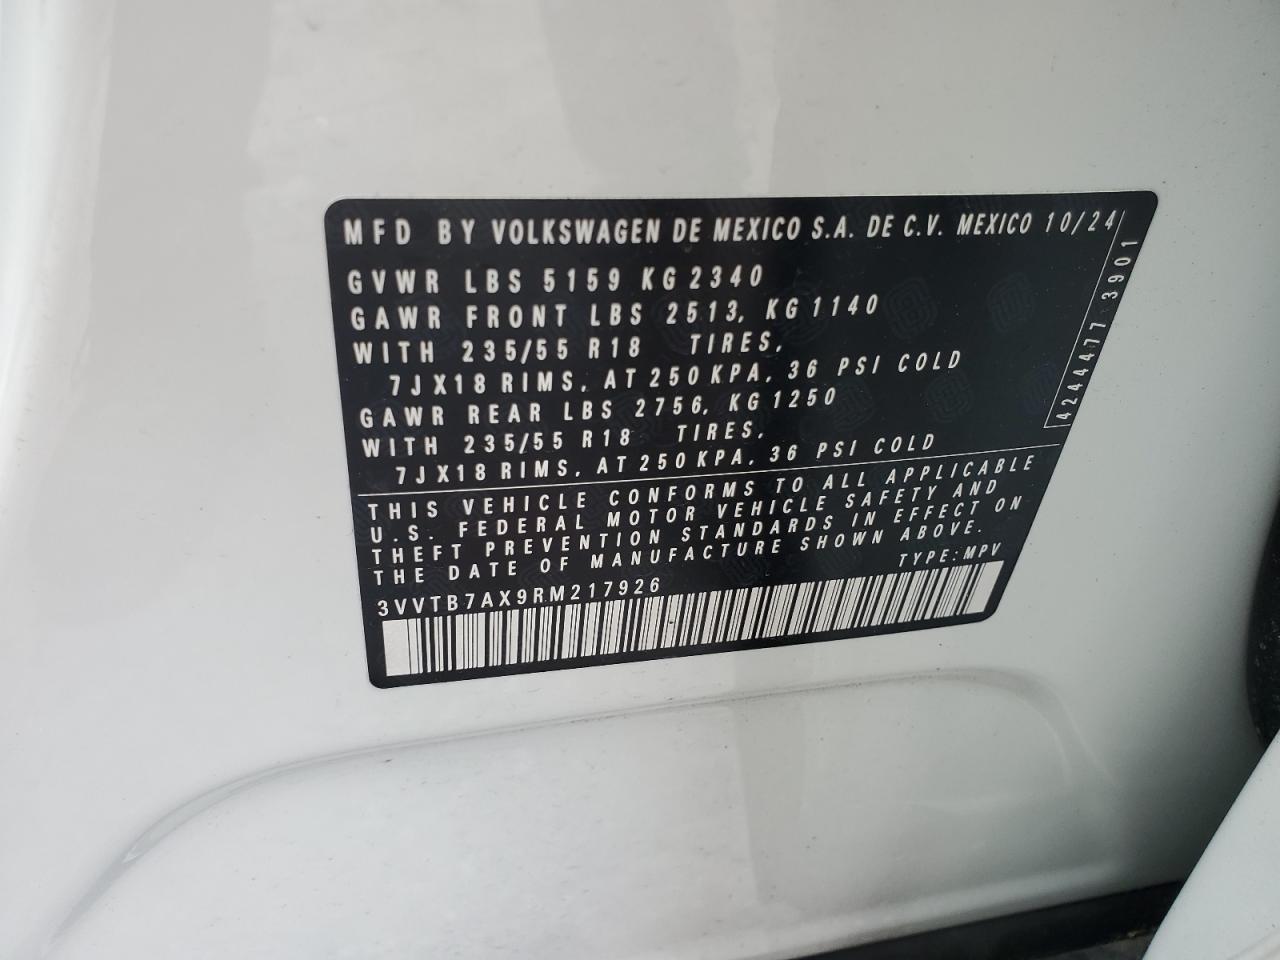 MFD BY VOLKSWAGEN DE MEXICO S.A. DE C.V. MEXICO 10/24
GVWR LBS 5159 KG 2340
GAWR FRONT LBS 2513, KG 1140
WITH 235/55 R18 TIRES,
7JX18 RIMS, AT 250 KPA, 36 PSI COLD
GAWR REAR LBS 2756, KG 1250
WITH 235/55 R18 TIRES,
7JX18 RIMS, AT 250 KPA, 36 PSI COLD
4244477 3901
THIS VEHICLE CONFORMS TO ALL APPLICABLE
U.S. FEDERAL MOTOR VEHICLE SAFETY AND
THEFT PREVENTION STANDARDS IN EFFECT ON
THE DATE OF MANUFACTURE SHOWN ABOVE.
TYPE: MPV
3VVTB7AX9RM217926